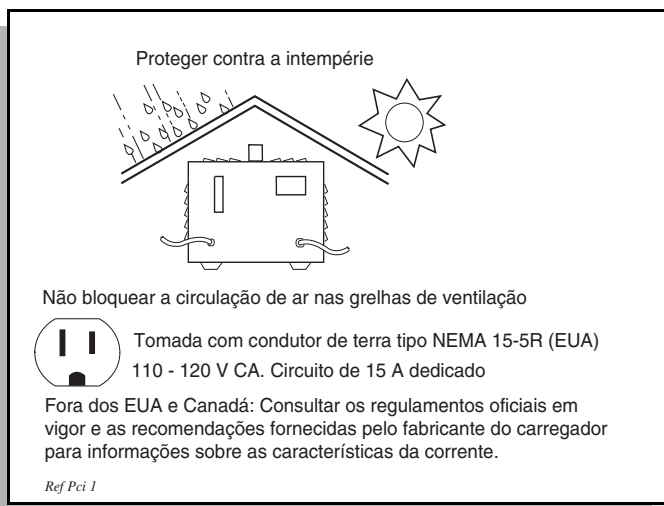 Proteger contra a intempérie
Não bloquear a circulação de ar nas grelhas de ventilação
Tomada com condutor de terra tipo NEMA 15-5R (EUA)
110 - 120 V CA. Circuito de 15 A dedicado
Fora dos EUA e Canadá: Consultar os regulamentos oficiais em
vigor e as recomendações fornecidas pelo fabricante do carregador
para informações sobre as características da corrente.
Ref Pci 1